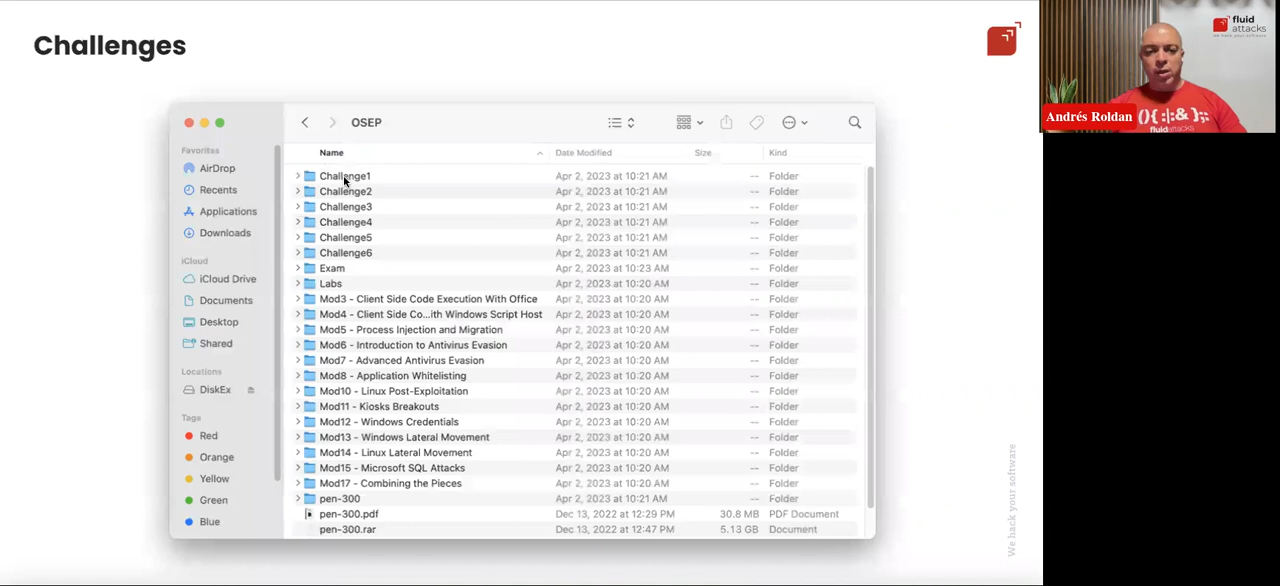 Challenges
OSEP
Favorites
AirDrop
Recents
Applications
Downloads
iCloud
iCloud Drive
Documents
Desktop
Shared
Locations
DiskEx
Tags
Red
Orange
Yellow
Green
Blue
Name Date Modified Size Kind
Challenge1 Apr 2, 2023 at 10:21 AM -- Folder
Challenge2 Apr 2, 2023 at 10:21 AM -- Folder
Challenge3 Apr 2, 2023 at 10:21 AM -- Folder
Challenge4 Apr 2, 2023 at 10:21 AM -- Folder
Challenge5 Apr 2, 2023 at 10:21 AM -- Folder
Challenge6 Apr 2, 2023 at 10:21 AM -- Folder
Exam Apr 2, 2023 at 10:23 AM -- Folder
Labs Apr 2, 2023 at 10:20 AM -- Folder
Mod3 - Client Side Code Execution With Office Apr 2, 2023 at 10:20 AM -- Folder
Mod4 - Client Side Co...ith Windows Script Host Apr 2, 2023 at 10:20 AM -- Folder
Mod5 - Process Injection and Migration Apr 2, 2023 at 10:20 AM -- Folder
Mod6 - Introduction to Antivirus Evasion Apr 2, 2023 at 10:20 AM -- Folder
Mod7 - Advanced Antivirus Evasion Apr 2, 2023 at 10:20 AM -- Folder
Mod8 - Application Whitelisting Apr 2, 2023 at 10:20 AM -- Folder
Mod10 - Linux Post-Exploitation Apr 2, 2023 at 10:20 AM -- Folder
Mod11 - Kiosks Breakouts Apr 2, 2023 at 10:20 AM -- Folder
Mod12 - Windows Credentials Apr 2, 2023 at 10:20 AM -- Folder
Mod13 - Windows Lateral Movement Apr 2, 2023 at 10:20 AM -- Folder
Mod14 - Linux Lateral Movement Apr 2, 2023 at 10:20 AM -- Folder
Mod15 - Microsoft SQL Attacks Apr 2, 2023 at 10:20 AM -- Folder
Mod17 - Combining the Pieces Apr 2, 2023 at 10:20 AM -- Folder
pen-300 Apr 2, 2023 at 10:21 AM -- Folder
pen-300.pdf Dec 13, 2022 at 12:29 PM 30.8 MB PDF Document
pen-300.rar Dec 13, 2022 at 12:47 PM 5.13 GB Document
We hack your software
fluid
attacks
we hack your software
Andrés Roldan
(){ :|:& };:
fluidattacks